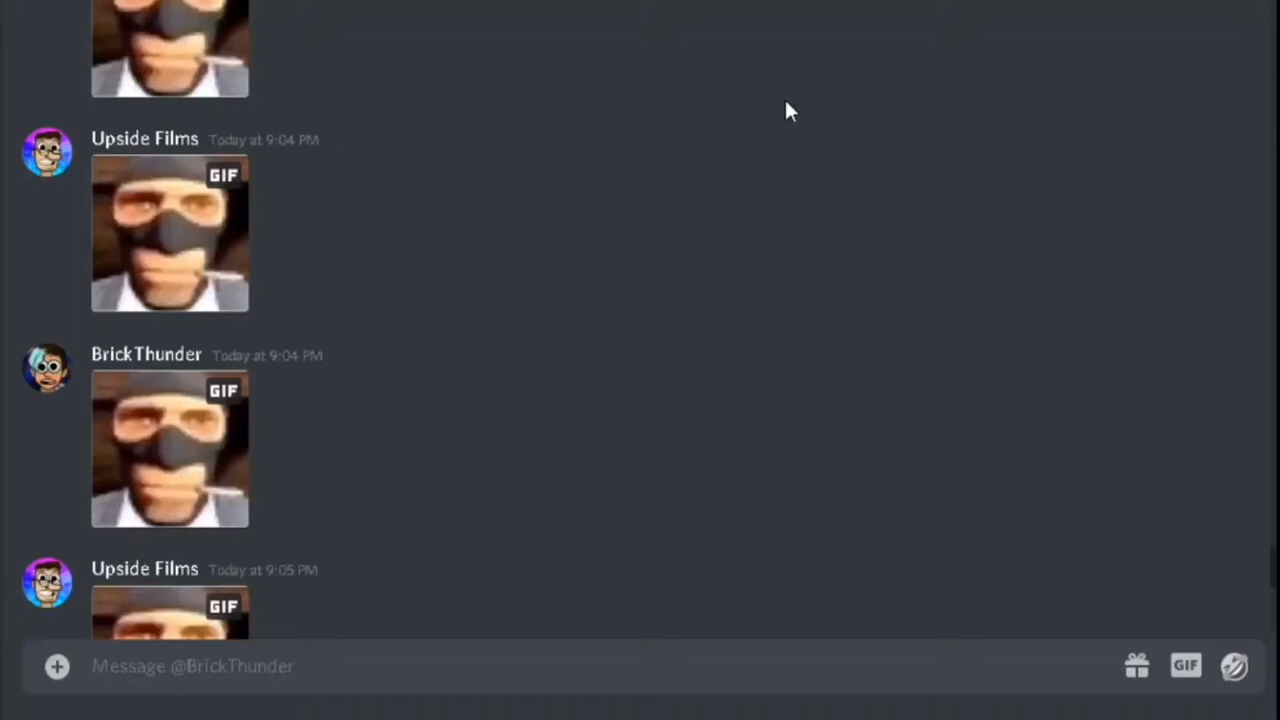 Upside Films Today at 9:04 PM
GIF
BrickThunder Today at 9:04 PM
GIF
Upside Films Today at 9:05 PM
GIF
Message @BrickThunder GIF